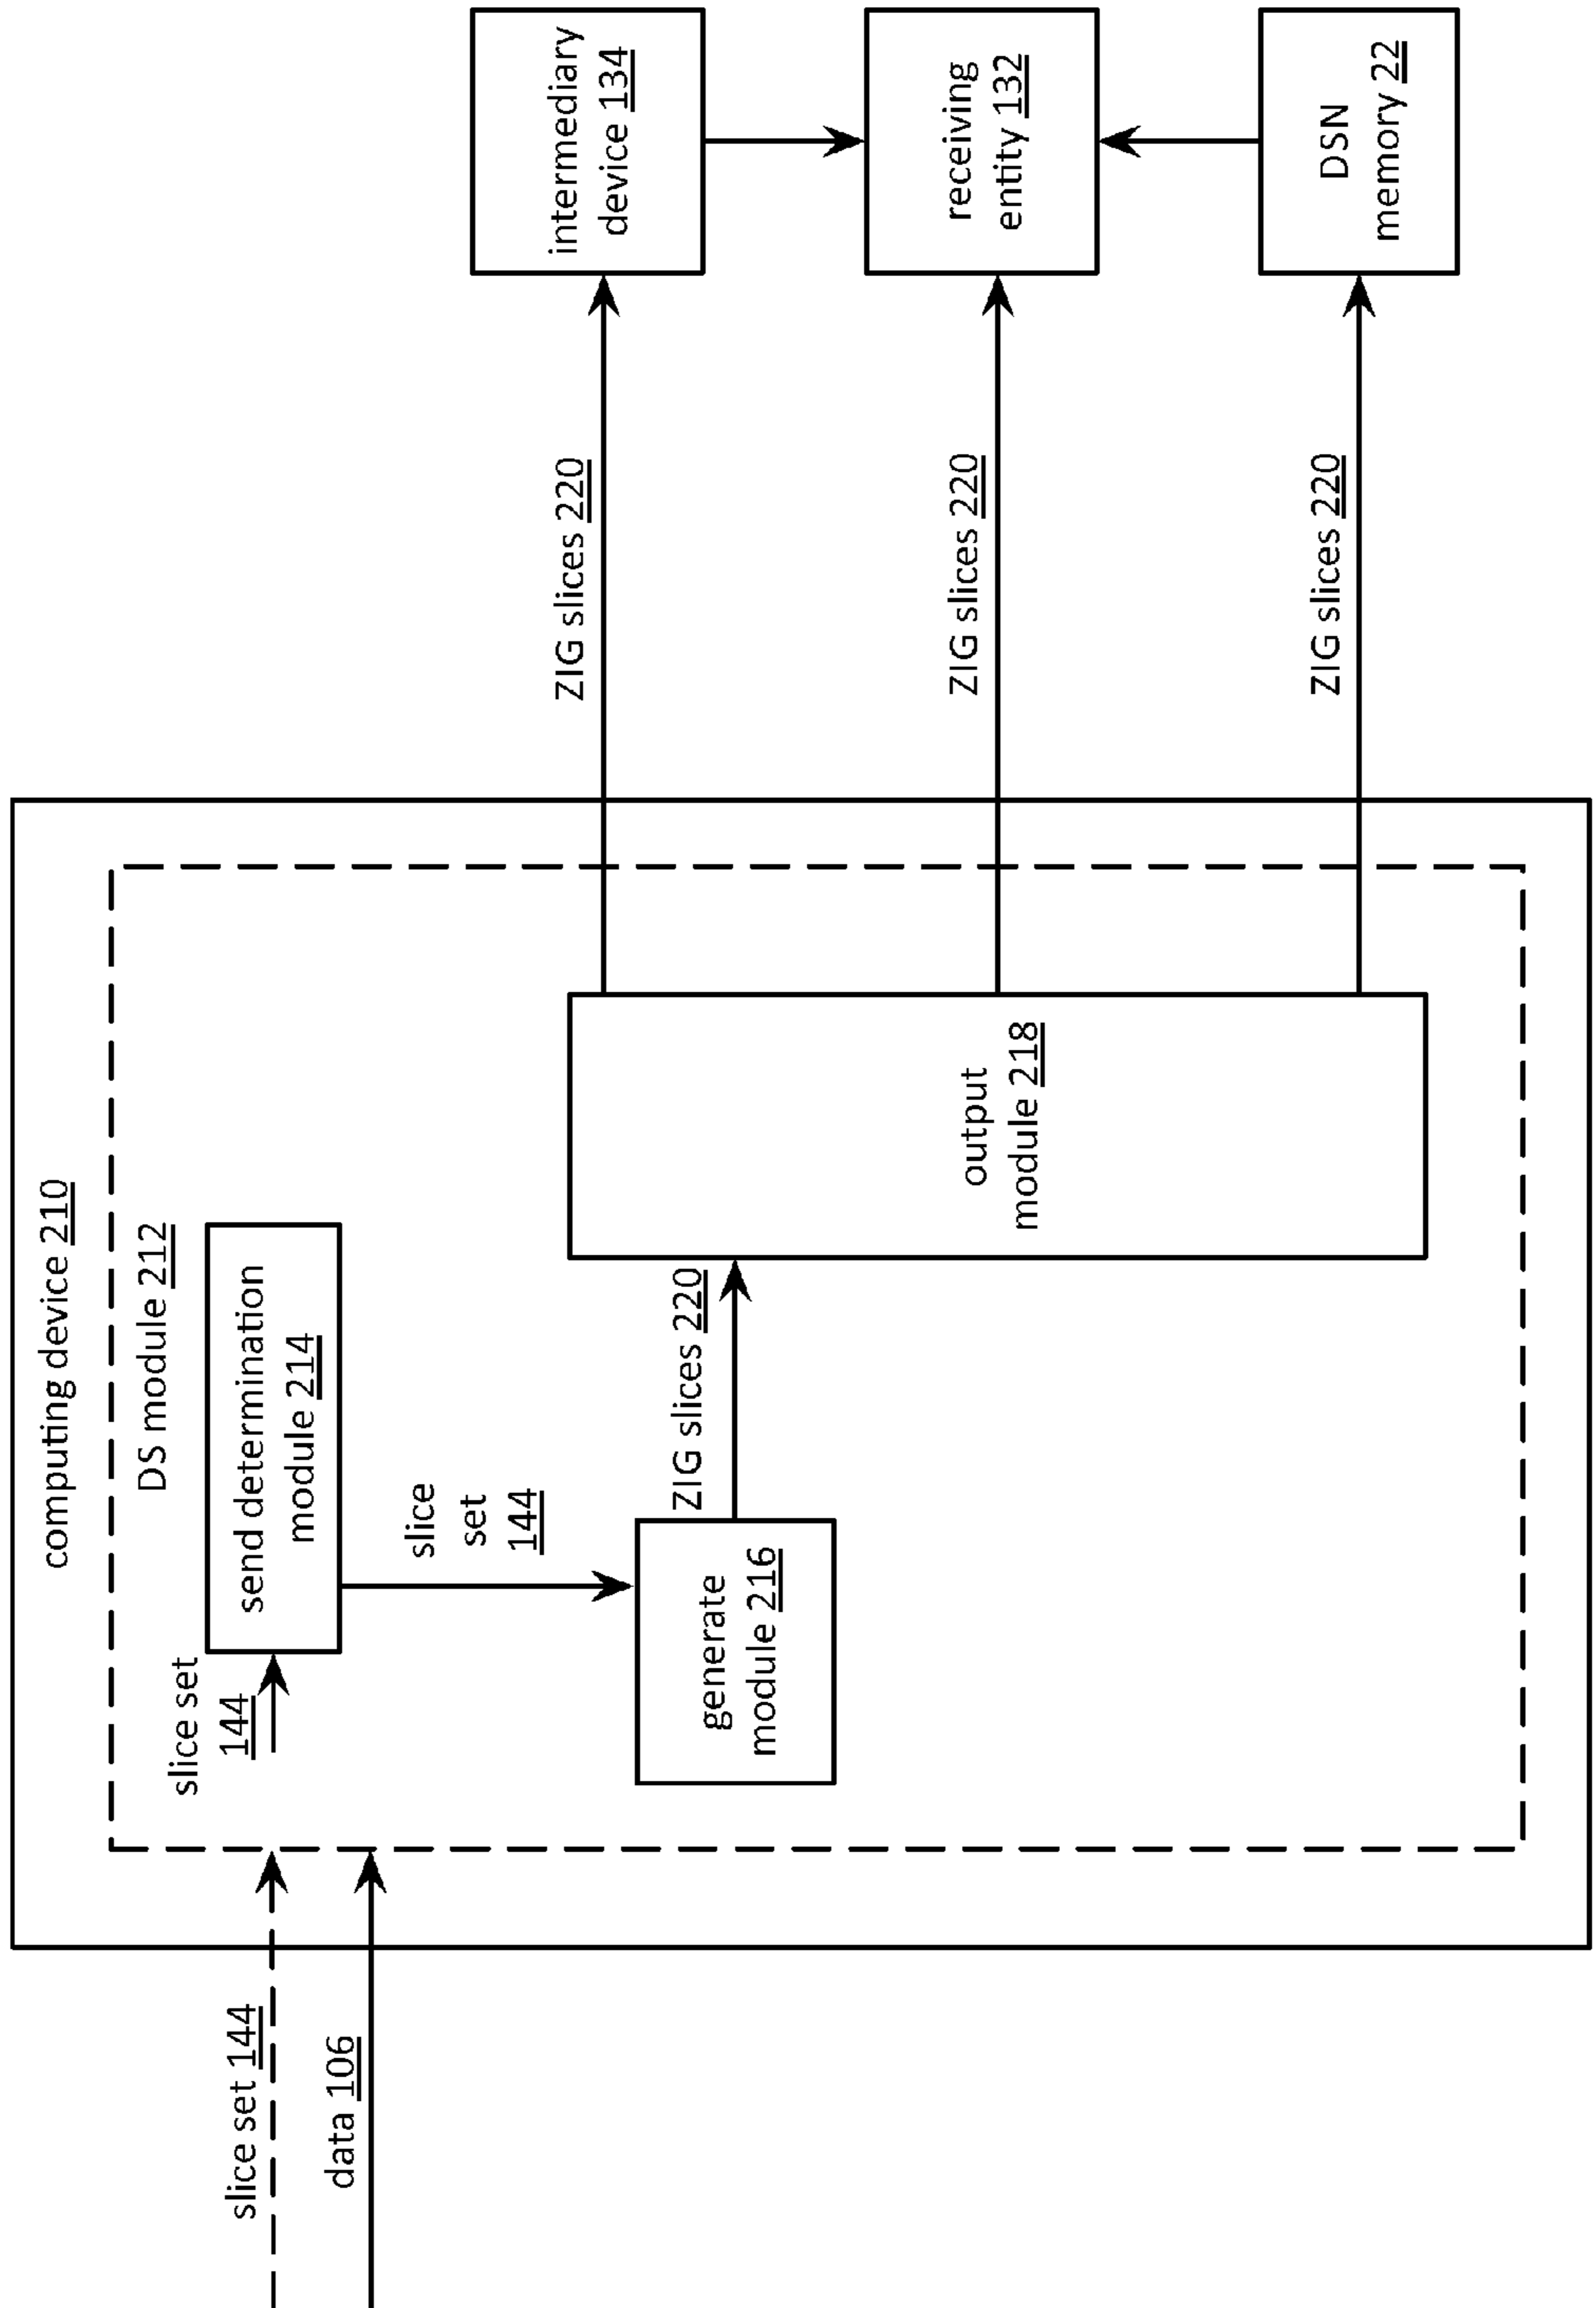 computing device 210
DS module 212
slice set 144
data 106
slice set
144
send determination
module 214
slice
set
144
generate
module 216
ZIG slices 220
output
module 218
ZIG slices 220
ZIG slices 220
ZIG slices 220
intermediary
device 134
receiving
entity 132
DSN
memory 22